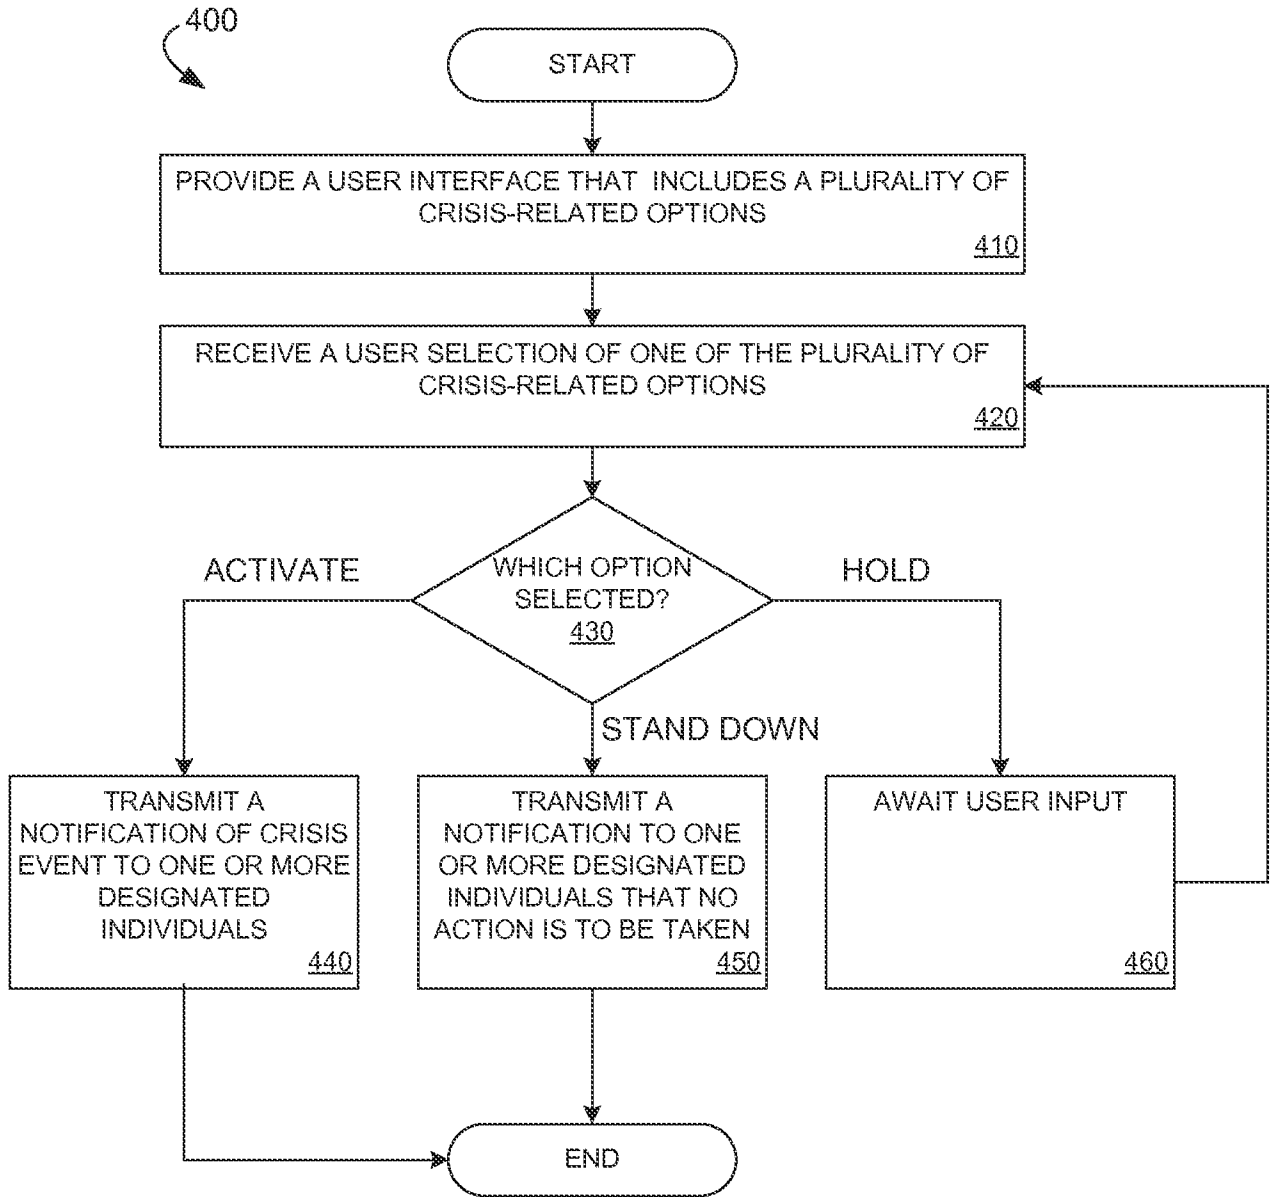 400
START
PROVIDE A USER INTERFACE THAT INCLUDES A PLURALITY OF
CRISIS-RELATED OPTIONS
410
RECEIVE A USER SELECTION OF ONE OF THE PLURALITY OF
CRISIS-RELATED OPTIONS
420
WHICH OPTION
SELECTED?
430
ACTIVATE
HOLD
STAND DOWN
TRANSMIT A
NOTIFICATION OF CRISIS
EVENT TO ONE OR MORE
DESIGNATED
INDIVIDUALS
440
TRANSMIT A
NOTIFICATION TO ONE
OR MORE DESIGNATED
INDIVIDUALS THAT NO
ACTION IS TO BE TAKEN
450
AWAIT USER INPUT
460
END